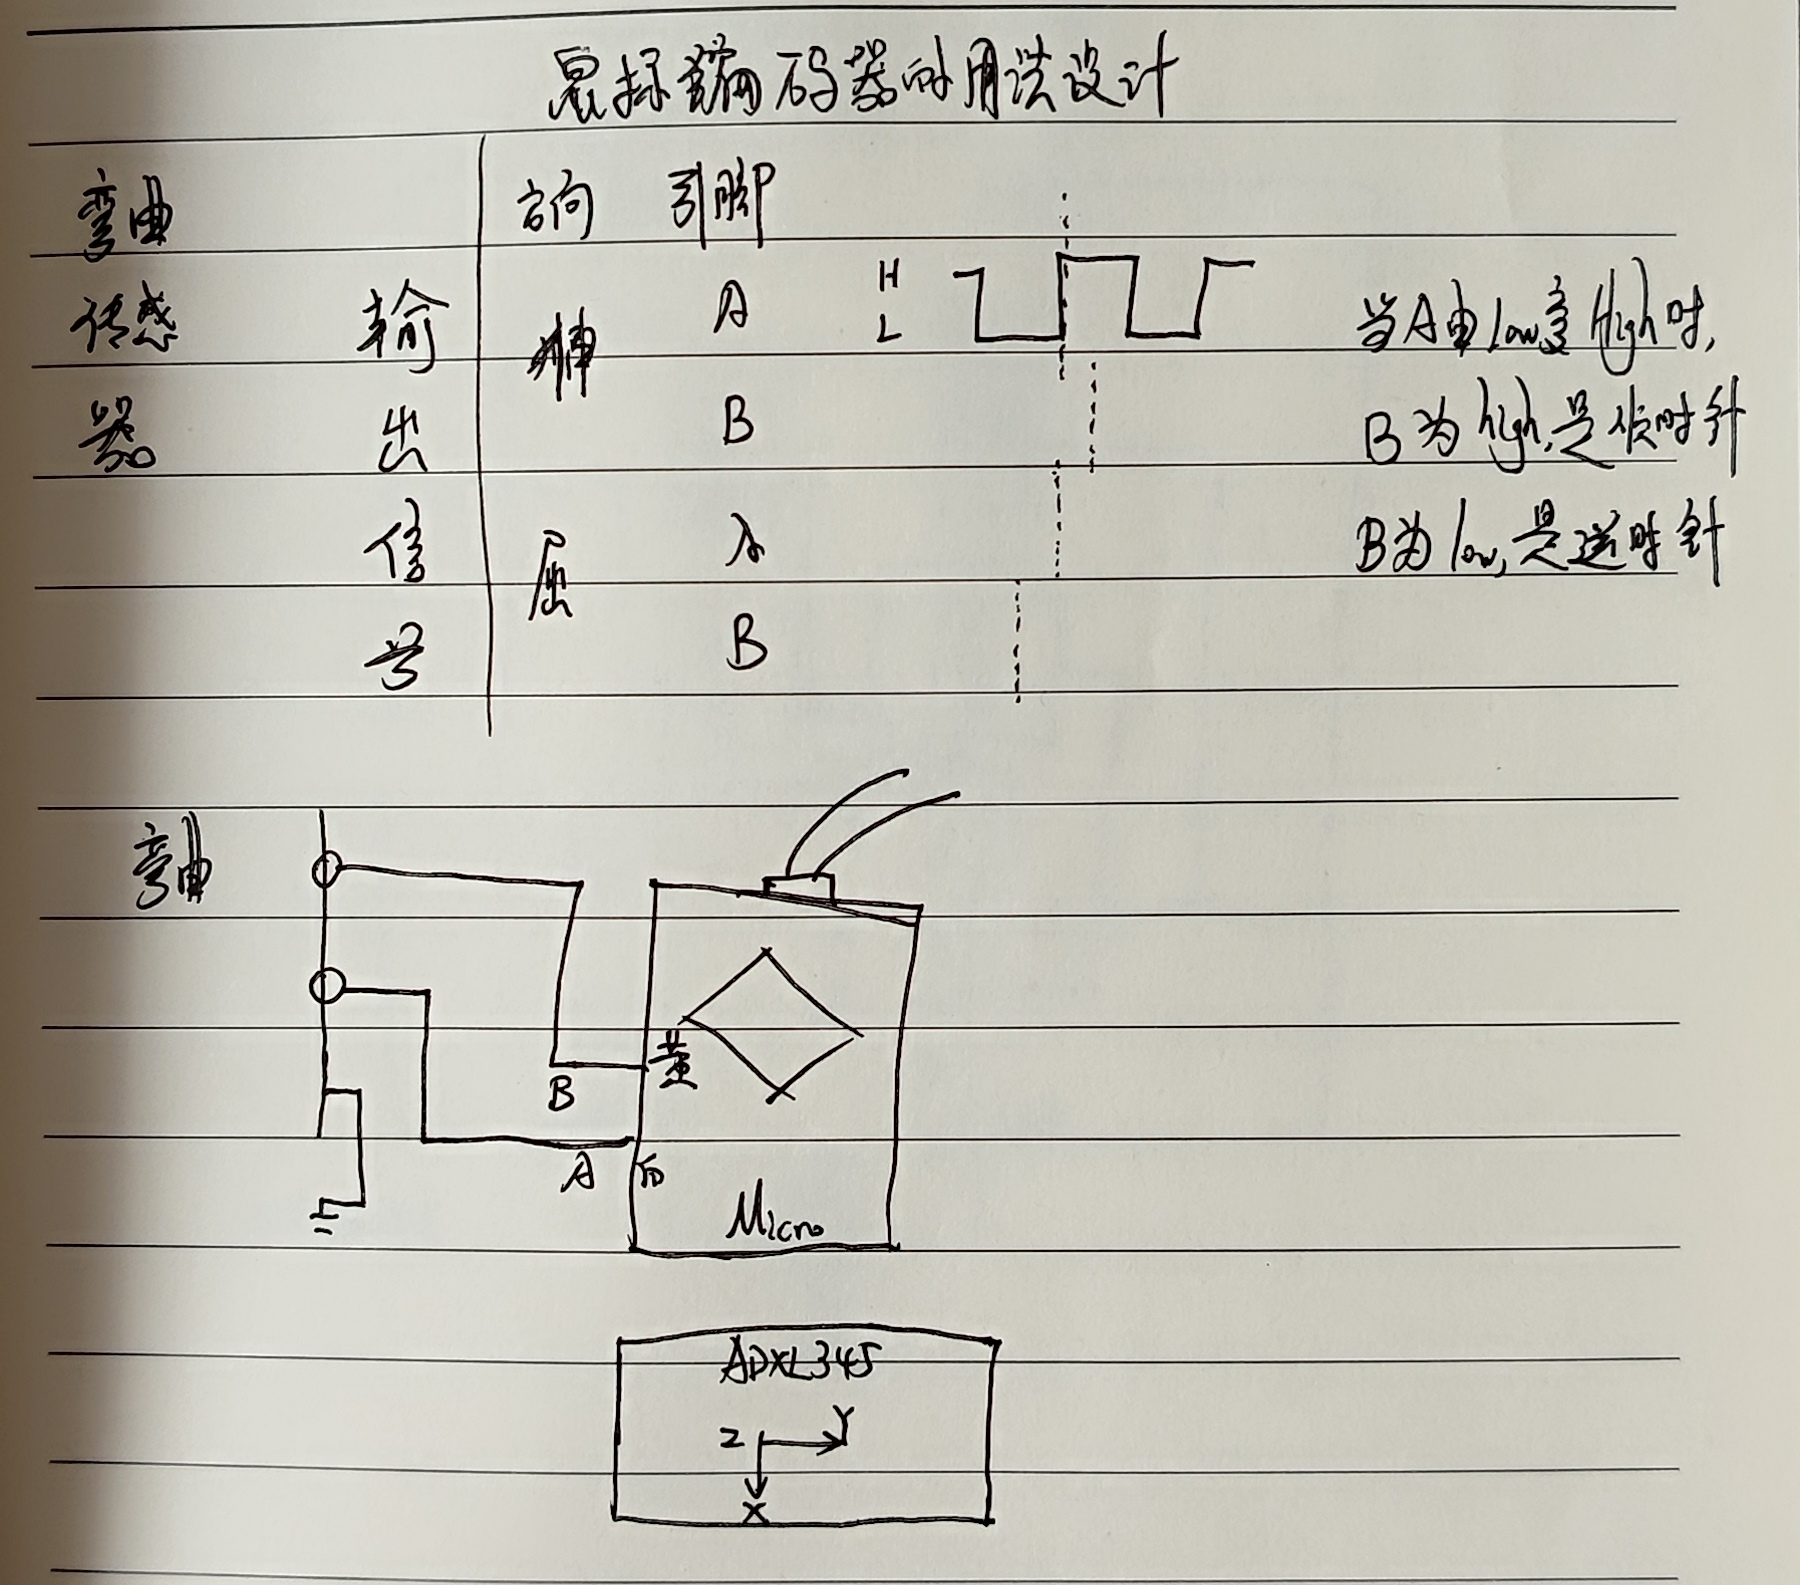 鼠标编码器的用法设计
弯曲
传感
器
输
出
信
号
方向 引脚
伸
A
H
L
B
屈
A
B
当A由low变high时,
B为high,是顺时针
B为low,是逆时针
弯曲
B
黄
A
白
Micro
ADXL345
Z Y
X